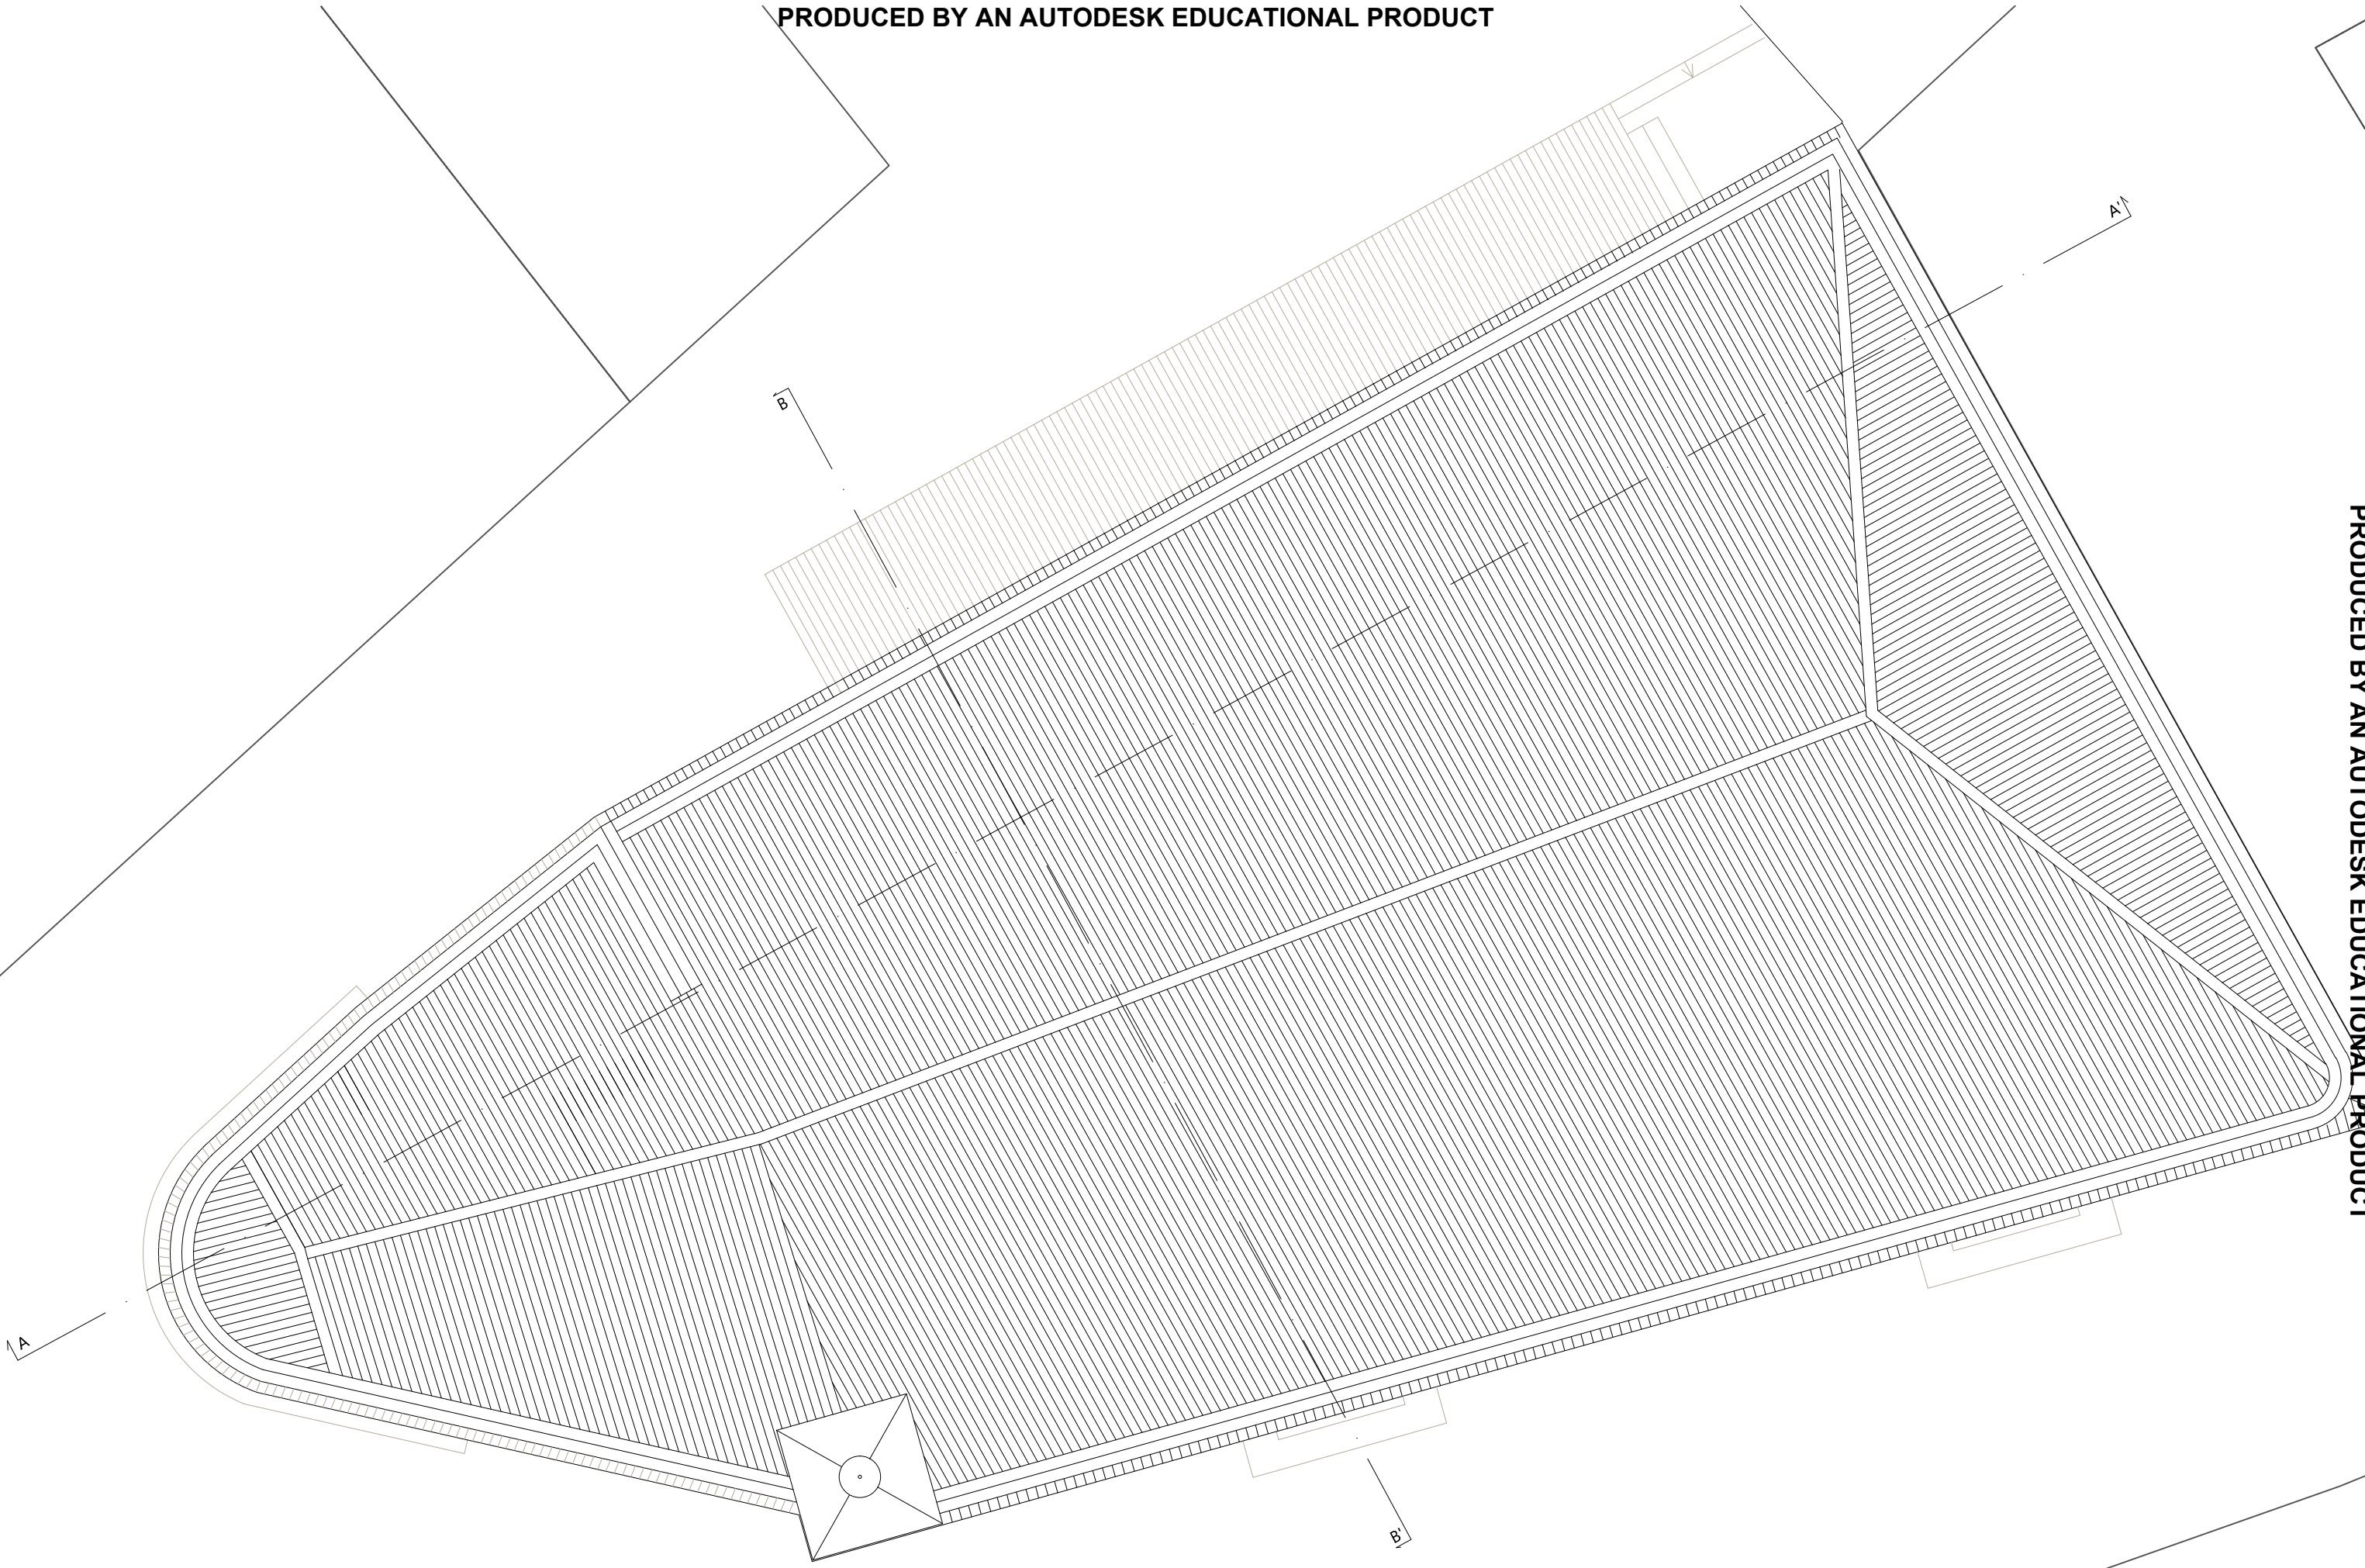 PRODUCED BY AN AUTODESK EDUCATIONAL PRODUCT
A'
B
PRODUCED BY AN AUTODESK EDUCATIONAL PRODUCT
A
B'